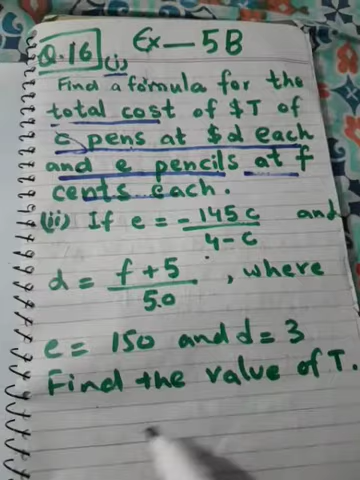 Ex - 5B
Q.16 (i)
Find a formula for the
total cost of $T of
c pens at $d each
and e pencils at f
cents each.
(ii) If e = -145c / 4-c and
d = f+5 / 50, where
e = 150 and d = 3
Find the value of T.